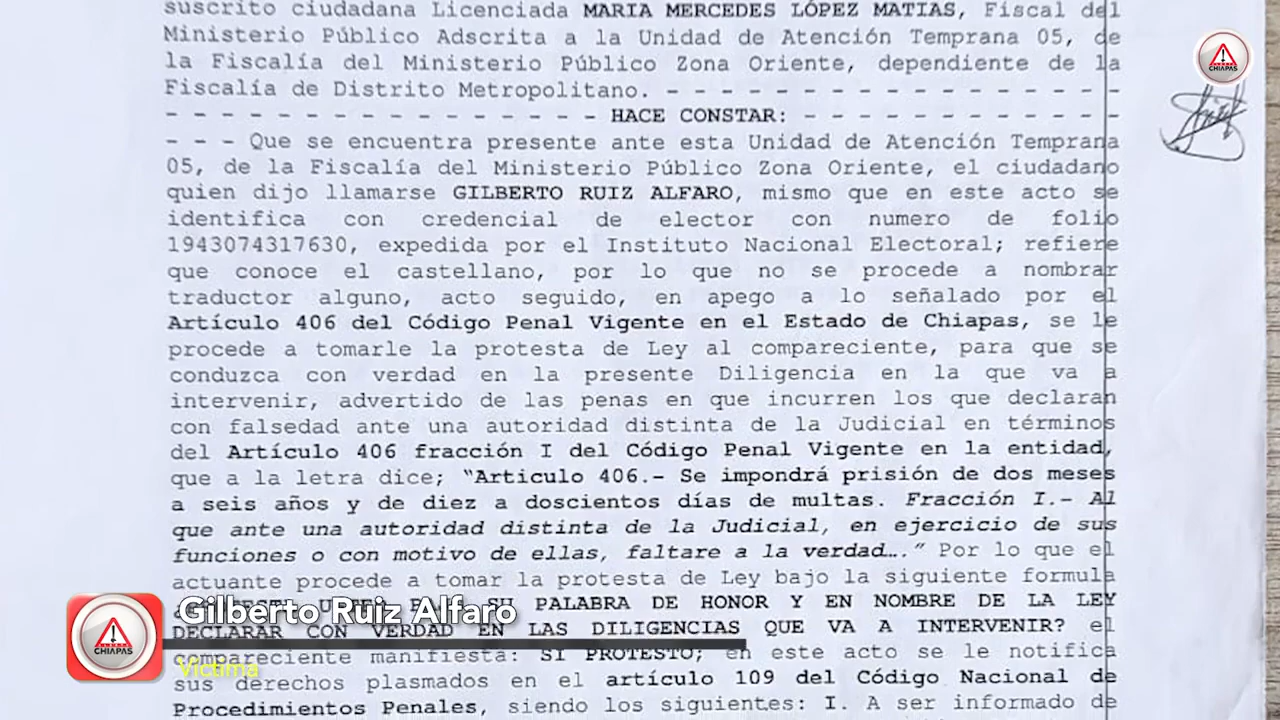 suscrito ciudadana Licenciada MARIA MERCEDES LÓPEZ MATIAS, Fiscal del
Ministerio Público Adscrita a la Unidad de Atención Temprana 05, de
la Fiscalía del Ministerio Público Zona Oriente, dependiente de la
Fiscalía de Distrito Metropolitano. - - - - - - - - - - - - - - - - -
- - - - - - - - - - - - - - - - HACE CONSTAR: - - - - - - - - - - - -
- - - Que se encuentra presente ante esta Unidad de Atención Temprana
05, de la Fiscalía del Ministerio Público Zona Oriente, el ciudadano
quien dijo llamarse GILBERTO RUIZ ALFARO, mismo que en este acto se
identifica con credencial de elector con numero de folio
1943074317630, expedida por el Instituto Nacional Electoral; refiere
que conoce el castellano, por lo que no se procede a nombrar
traductor alguno, acto seguido, en apego a lo señalado por el
Artículo 406 del Código Penal Vigente en el Estado de Chiapas, se le
procede a tomarle la protesta de Ley al compareciente, para que se
conduzca con verdad en la presente Diligencia en la que va a
intervenir, advertido de las penas en que incurren los que declaran
con falsedad ante una autoridad distinta de la Judicial en términos
del Artículo 406 fracción I del Código Penal Vigente en la entidad,
que a la letra dice; “Articulo 406.- Se impondrá prisión de dos meses
a seis años y de diez a doscientos días de multas. Fracción I.- Al
que ante una autoridad distinta de la Judicial, en ejercicio de sus
funciones o con motivo de ellas, faltare a la verdad….” Por lo que el
actuante procede a tomar la protesta de Ley bajo la siguiente formula
SU PALABRA DE HONOR Y EN NOMBRE DE LA LEY
DECLARAR CON VERDAD EN LAS DILIGENCIAS QUE VA A INTERVENIR? el
compareciente manifiesta: SI PROTESTO; en este acto se le notifica
sus derechos plasmados en el artículo 109 del Código Nacional de
Procedimientos Penales, siendo los siguientes: I. A ser informado de
Gilberto Ruiz Alfaro
Víctima
CHIAPAS
CHIAPAS